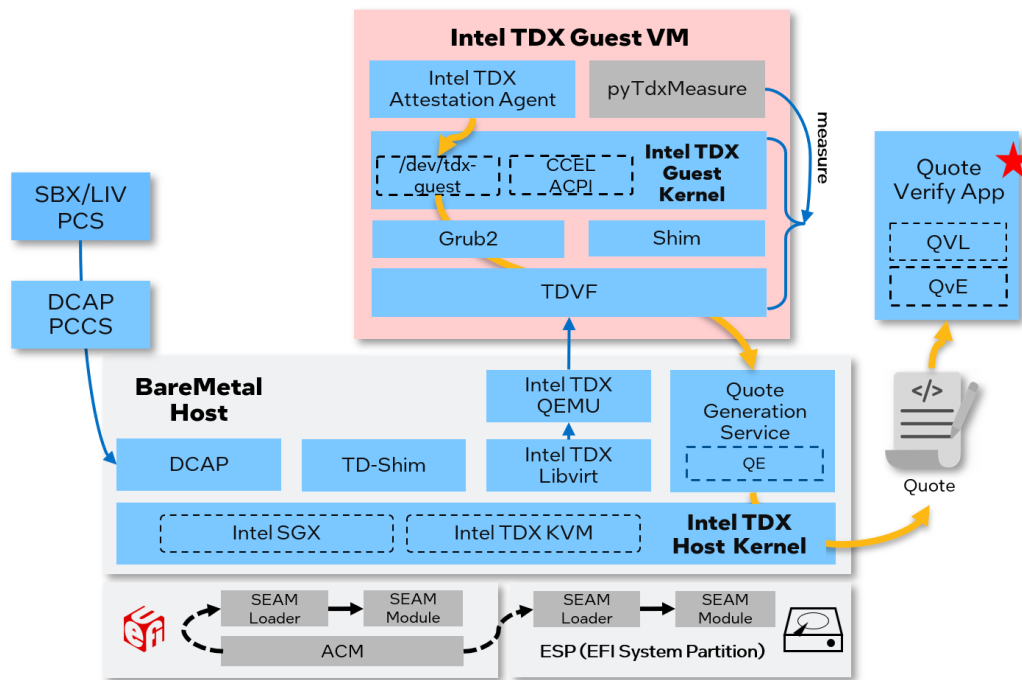 Intel TDX Guest VM
Intel TDX
Attestation Agent
pyTdxMeasure
measure
/dev/tdx-
guest
CCEL
ACPI
Intel TDX
Guest
Kernel
Grub2
Shim
TDVF
SBX/LIV
PCS
DCAP
PCCS
Quote
Verify App
QVL
QvE
BareMetal
Host
Intel TDX
QEMU
Quote
Generation
Service
QE
DCAP
TD-Shim
Intel TDX
Libvirt
</>
Quote
Intel SGX
Intel TDX KVM
Intel TDX
Host Kernel
UEFI
SEAM
Loader
SEAM
Module
ACM
SEAM
Loader
SEAM
Module
ESP (EFI System Partition)